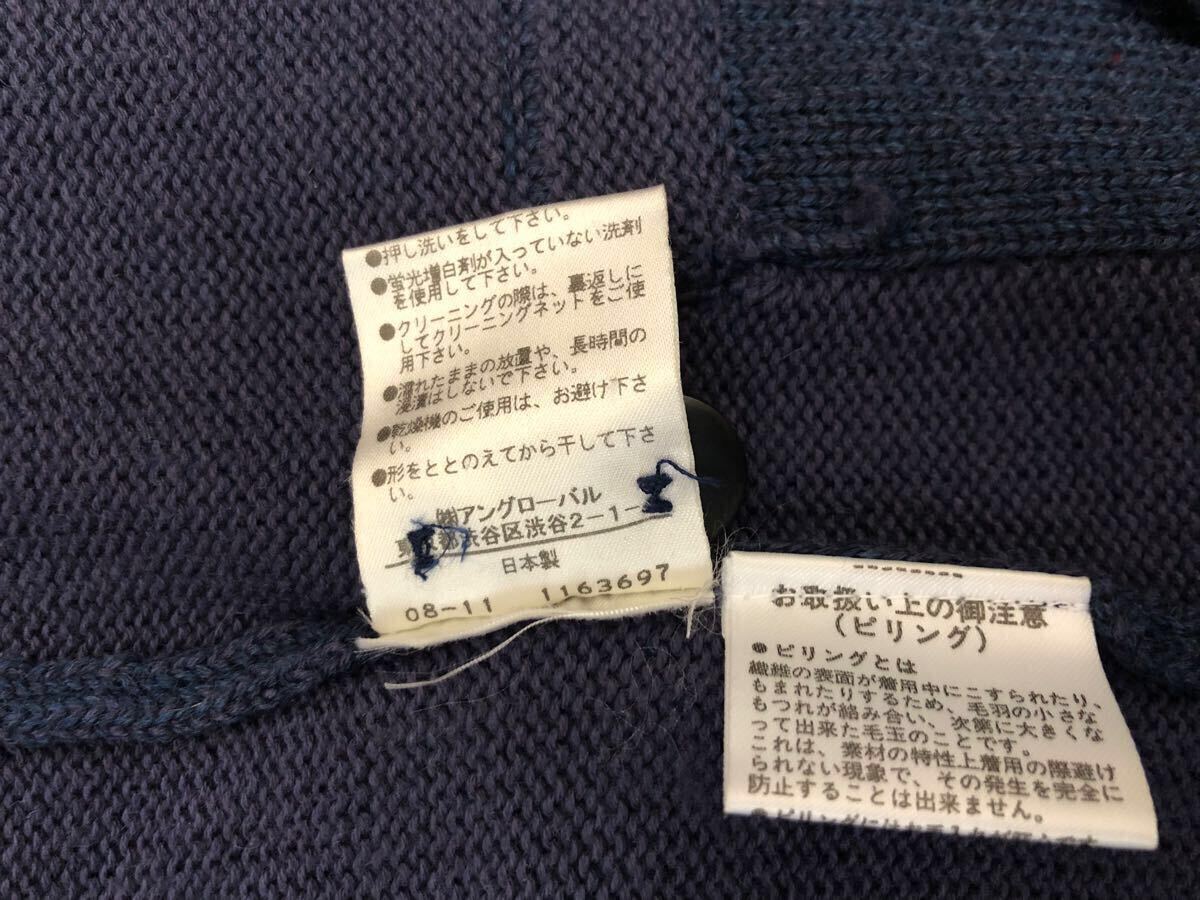 ●押し洗いをして下さい。
●蛍光増白剤が入っていない洗剤
を使用して下さい。
●クリーニングの際は、裏返しに
してクリーニングネットをご使
用下さい。
●濡れたままの放置や、長時間の
浸漬はしないで下さい。
●乾燥機のご使用は、お避け下さ
い。
●形をととのえてから干して下さ
い。
㈱アングローバル
東京都渋谷区渋谷2-1-
日本製
08-11 1163697
お取扱い上の御注意
(ピリング)
●ピリングとは
繊維の表面が着用中にこすられたり、
もまれたりするため、毛羽の小さな
もつれが絡み合い、次第に大きくな
って出来た毛玉のことです。
これは、素材の特性上着用の際避け
られない現象で、その発生を完全に
防止することは出来ません。